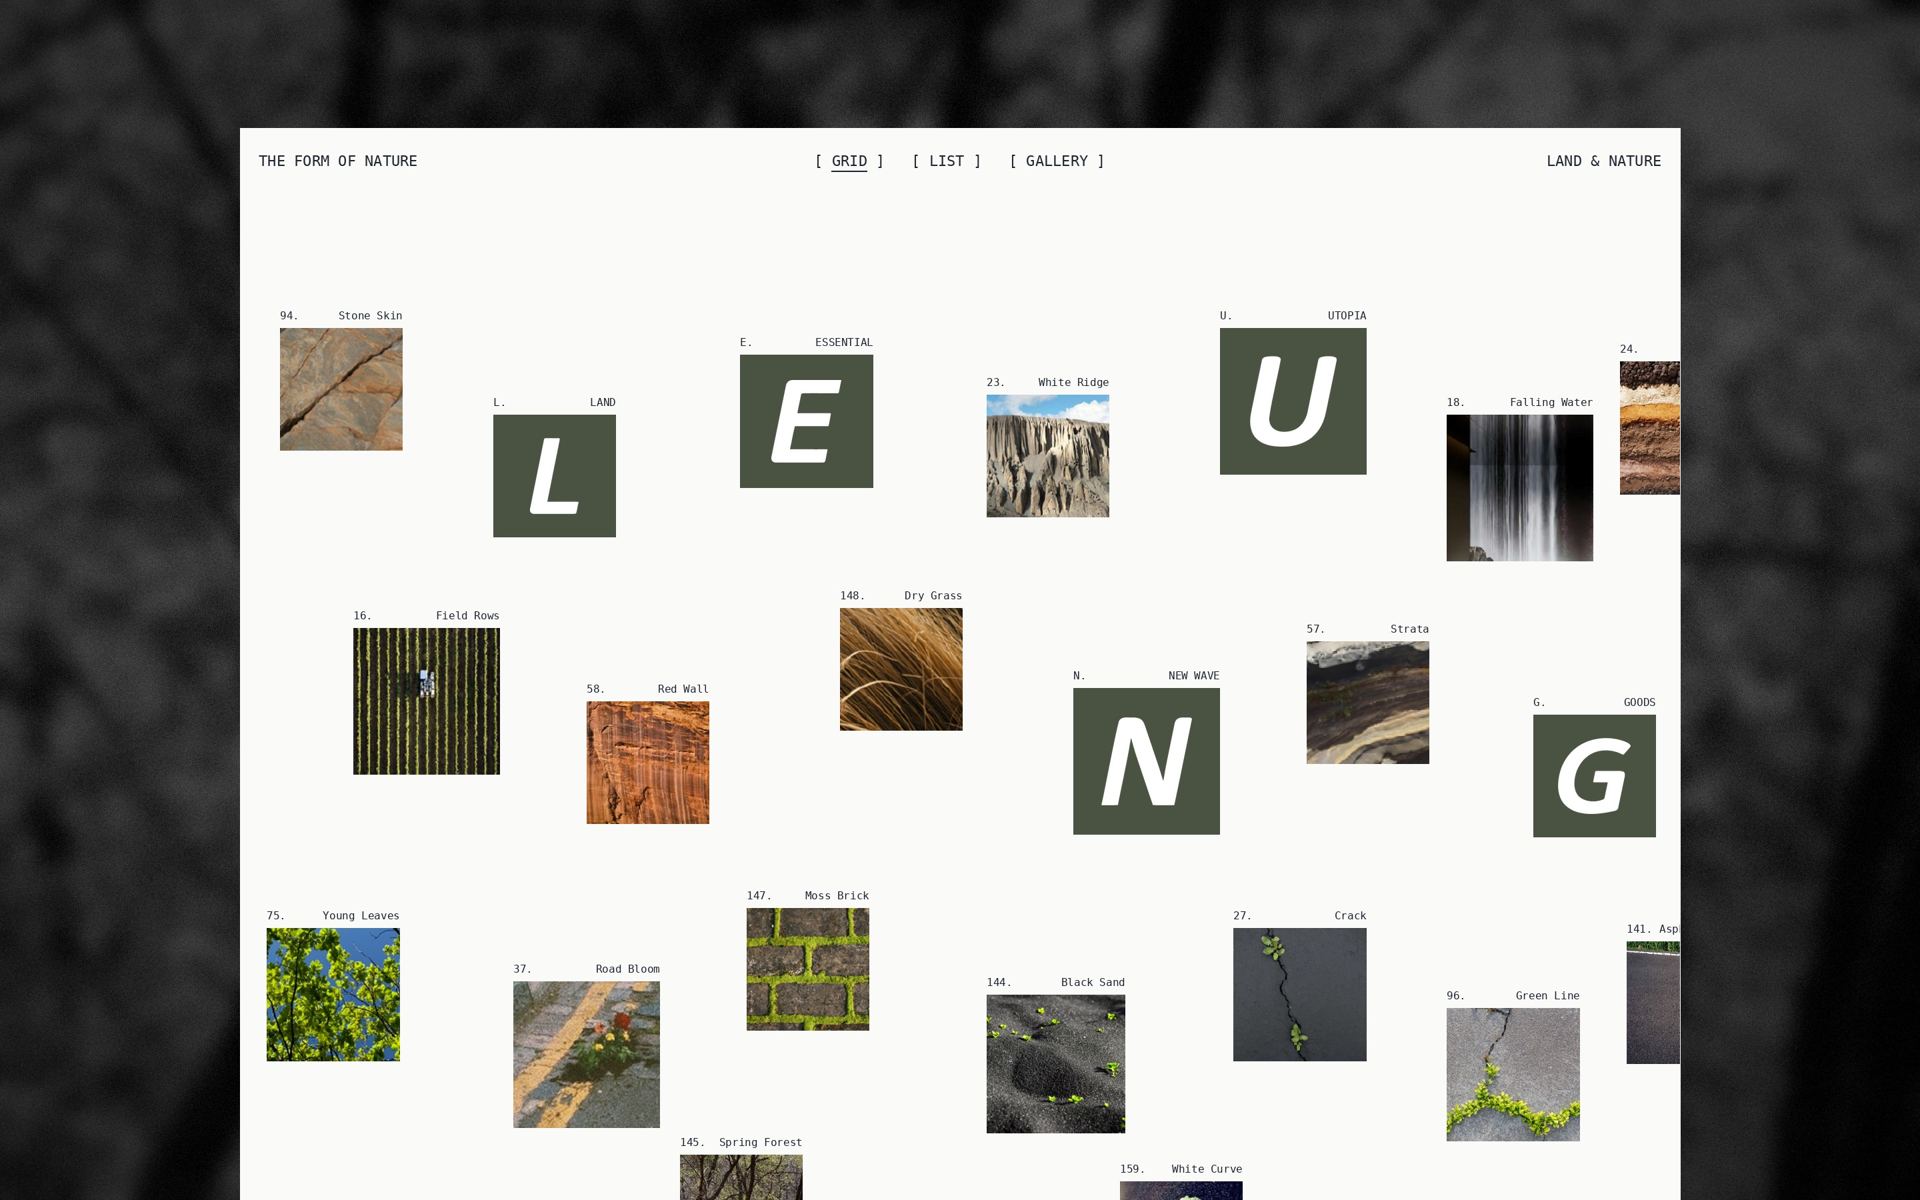 THE FORM OF NATURE
[ GRID ] [ LIST ] [ GALLERY ]
LAND & NATURE
94. Stone Skin
U. UTOPIA
E. ESSENTIAL
24.
23. White Ridge
L. LAND
18. Falling Water
E
U
L
148. Dry Grass
16. Field Rows
57. Strata
N. NEW WAVE
58. Red Wall
G. GOODS
N
G
147. Moss Brick
75. Young Leaves
27. Crack
141.
37. Road Bloom
144. Black Sand
96. Green Line
145. Spring Forest
159. White Curve